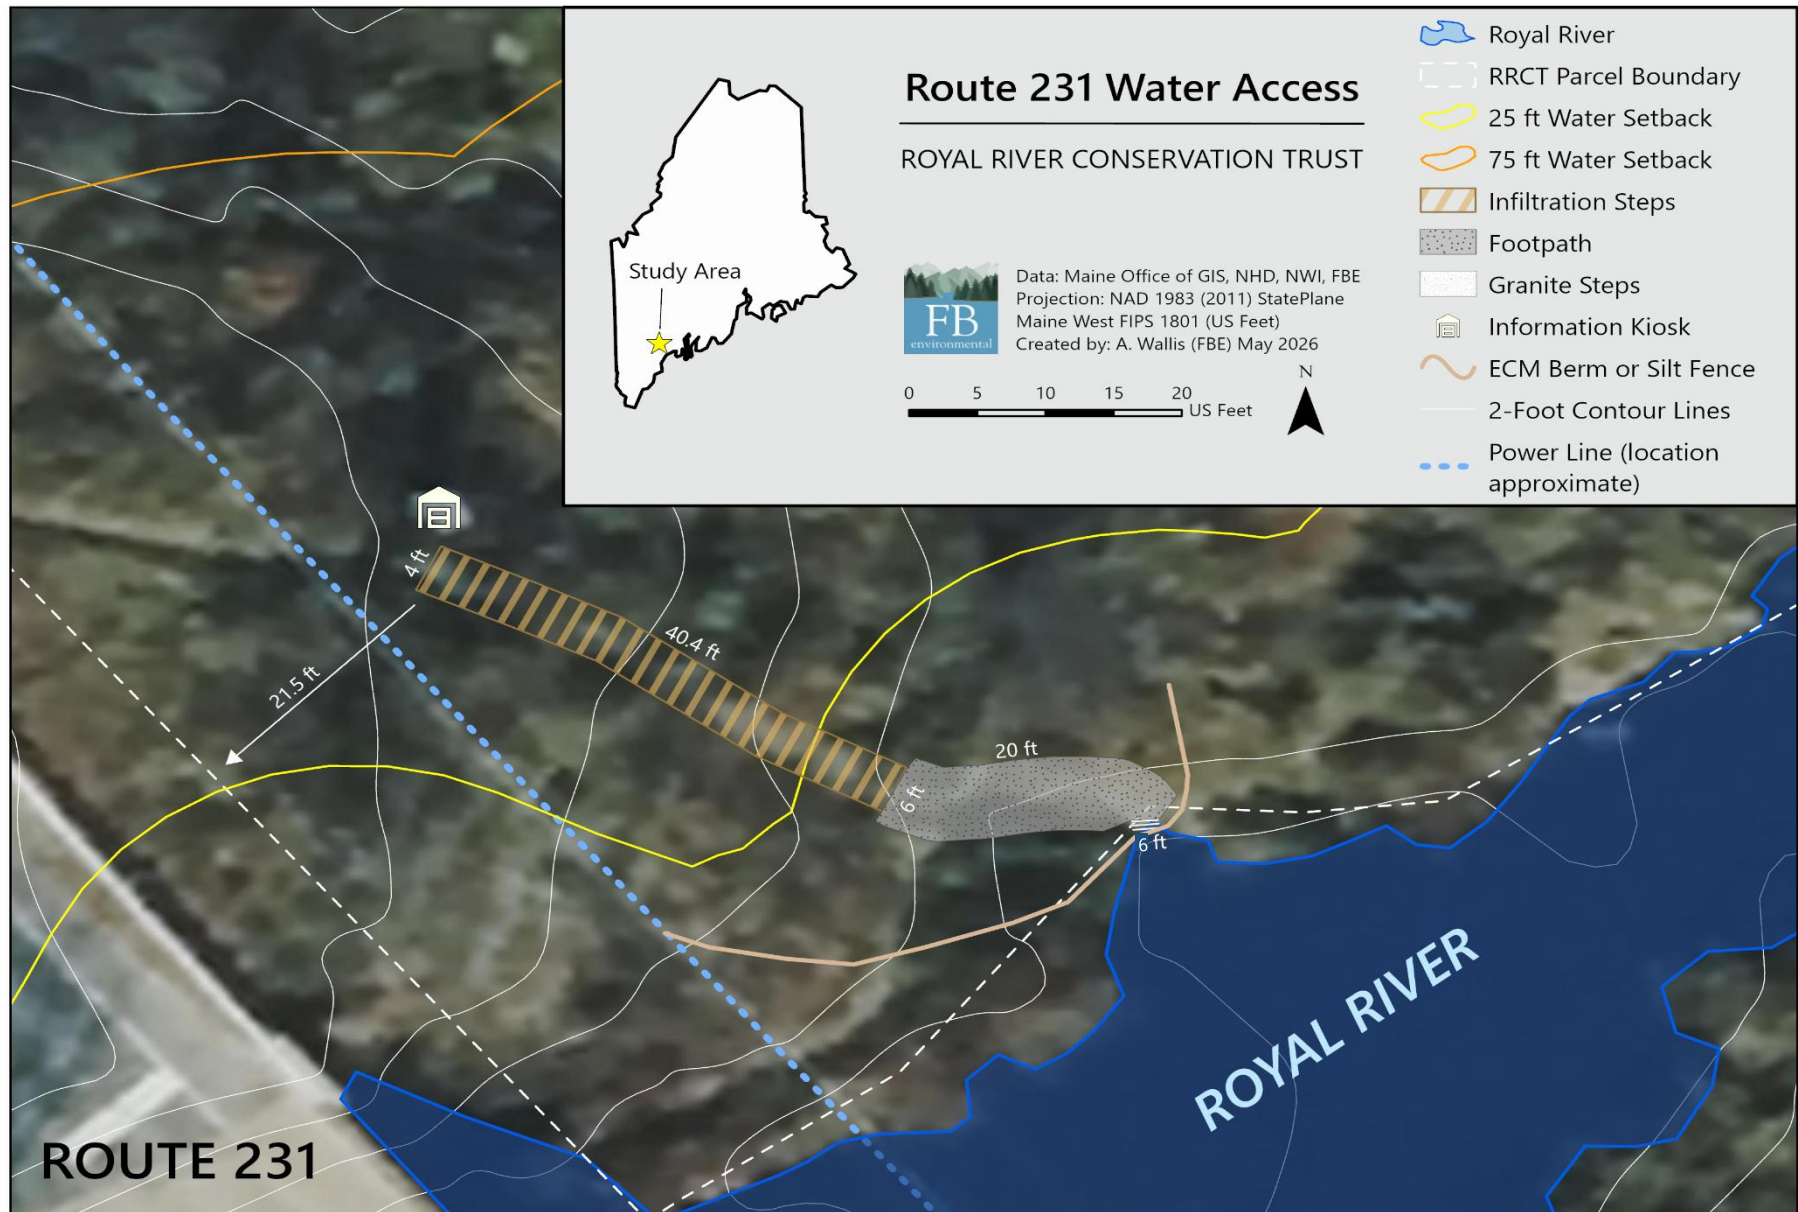 Route 231 Water Access
ROYAL RIVER CONSERVATION TRUST
Study Area
FB
environmental
Data: Maine Office of GIS, NHD, NWI, FBE
Projection: NAD 1983 (2011) StatePlane
Maine West FIPS 1801 (US Feet)
Created by: A. Wallis (FBE) May 2026
N
0 5 10 15 20
US Feet
Royal River
RRCT Parcel Boundary
25 ft Water Setback
75 ft Water Setback
Infiltration Steps
Footpath
Granite Steps
Information Kiosk
ECM Berm or Silt Fence
2-Foot Contour Lines
Power Line (location
approximate)
4 ft
40.4 ft
21.5 ft
20 ft
6 ft
6 ft
ROYAL RIVER
ROUTE 231